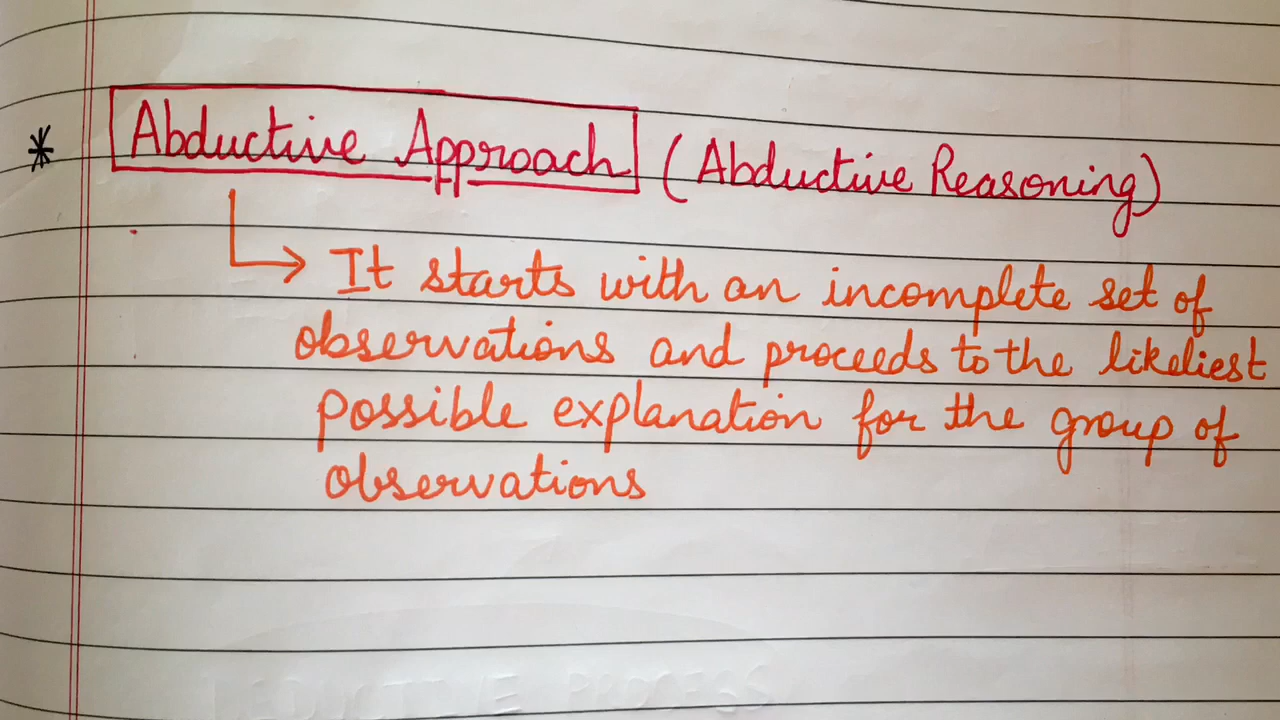 * Abductive Approach (Abductive Reasoning)
It starts with an incomplete set of
observations and proceeds to the likeliest
possible explanation for the group of
observations